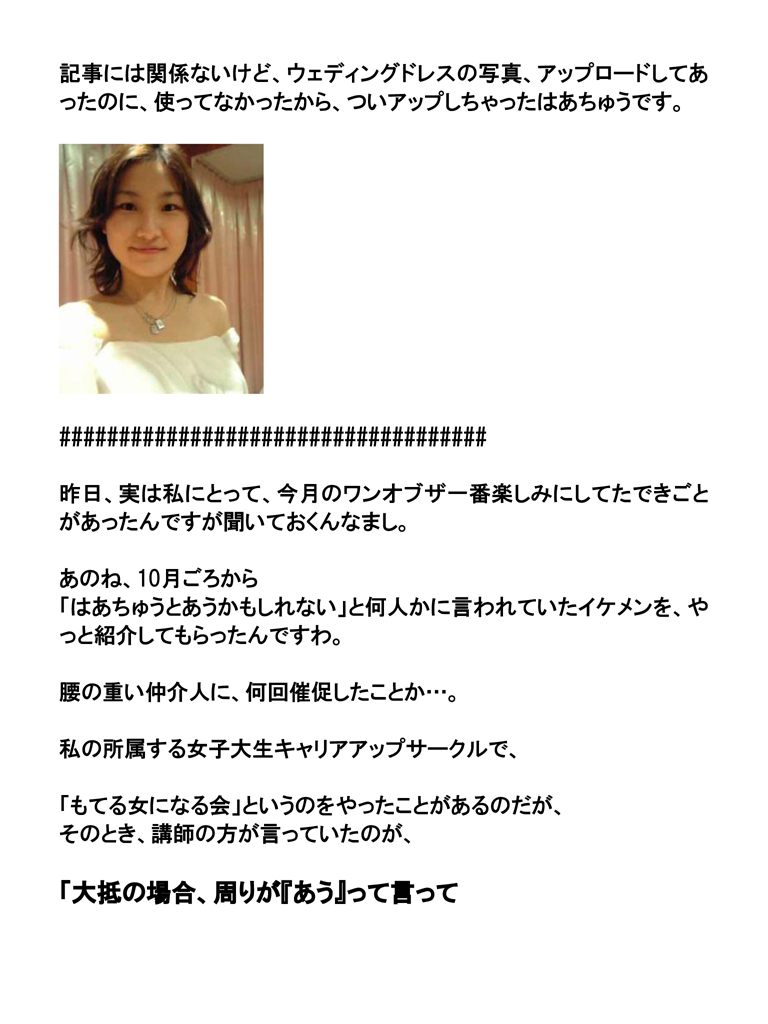 記事には関係ないけど、ウェディングドレスの写真、アップロードしてあ
ったのに、使ってなかったから、ついアップしちゃったはあちゅうです。
####################################
昨日、実は私にとって、今月のワンオブザ一番楽しみにしてたできごと
があったんですが聞いておくんなまし。
あのね、10月ごろから
「はあちゅうとあうかもしれない」と何人かに言われていたイケメンを、や
っと紹介してもらったんですわ。
腰の重い仲介人に、何回催促したことか…。
私の所属する女子大生キャリアアップサークルで、
「もてる女になる会」というのをやったことがあるのだが、
そのとき、講師の方が言っていたのが、
「大抵の場合、周りが『あう』って言って